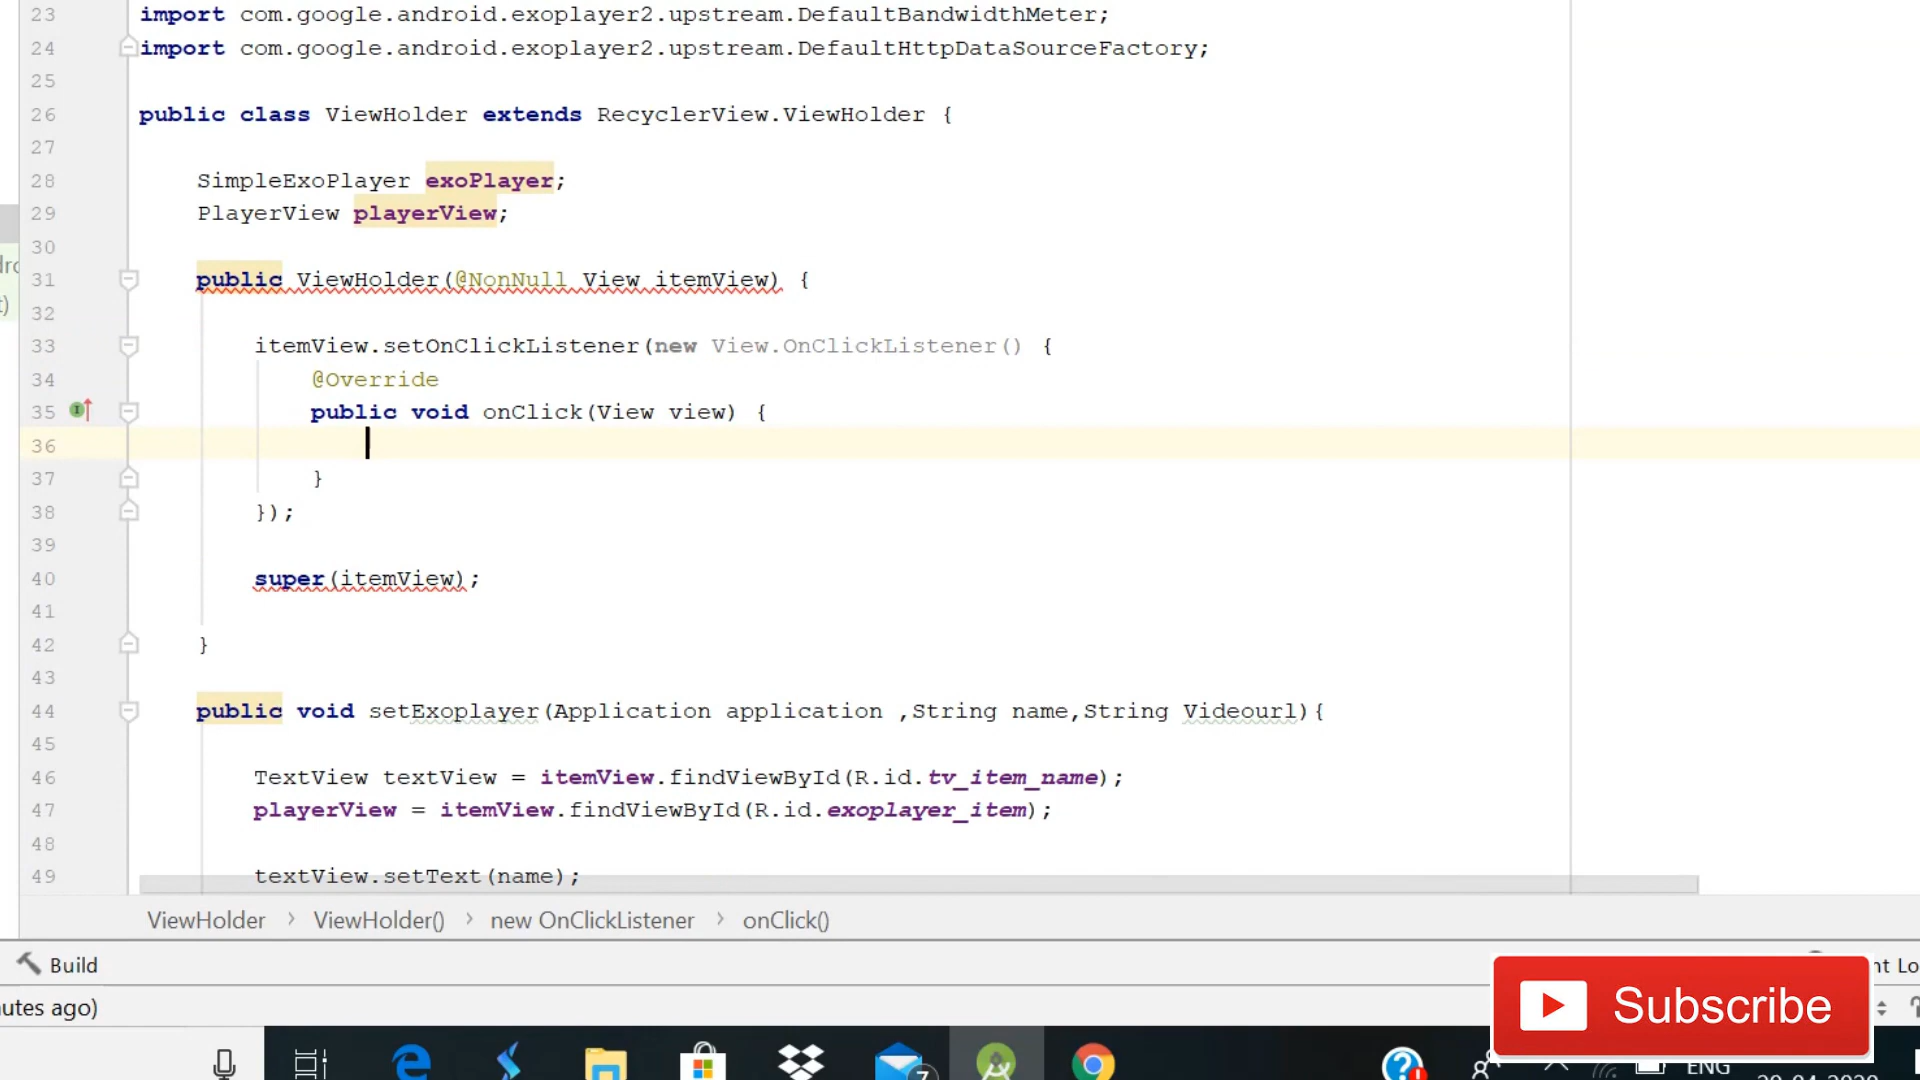 23 import com.google.android.exoplayer2.upstream.DefaultBandwidthMeter;
24 import com.google.android.exoplayer2.upstream.DefaultHttpDataSourceFactory;
25
26 public class ViewHolder extends RecyclerView.ViewHolder {
27
28 SimpleExoPlayer exoPlayer;
29 PlayerView playerView;
30
31 public ViewHolder(@NonNull View itemView) {
32
33 itemView.setOnClickListener(new View.OnClickListener() {
34 @Override
35 public void onClick(View view) {
36
37 }
38 });
39
40 super(itemView);
41
42 }
43
44 public void setExoplayer(Application application ,String name,String Videourl){
45
46 TextView textView = itemView.findViewById(R.id.tv_item_name);
47 playerView = itemView.findViewById(R.id.exoplayer_item);
48
49 textView.setText(name);
ViewHolder > ViewHolder() > new OnClickListener > onClick()
Build
utes ago)
Subscribe
7
ENG